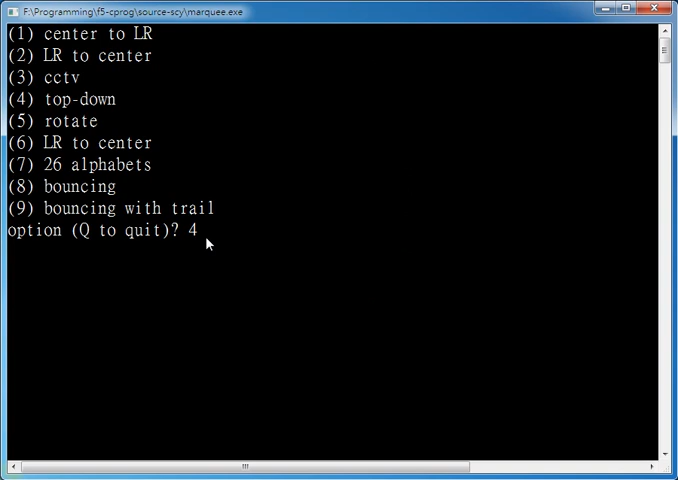 F:\Programming\f5-cprog\source-scy\marquee.exe
(1) center to LR
(2) LR to center
(3) cctv
(4) top-down
(5) rotate
(6) LR to center
(7) 26 alphabets
(8) bouncing
(9) bouncing with trail
option (Q to quit)? 4